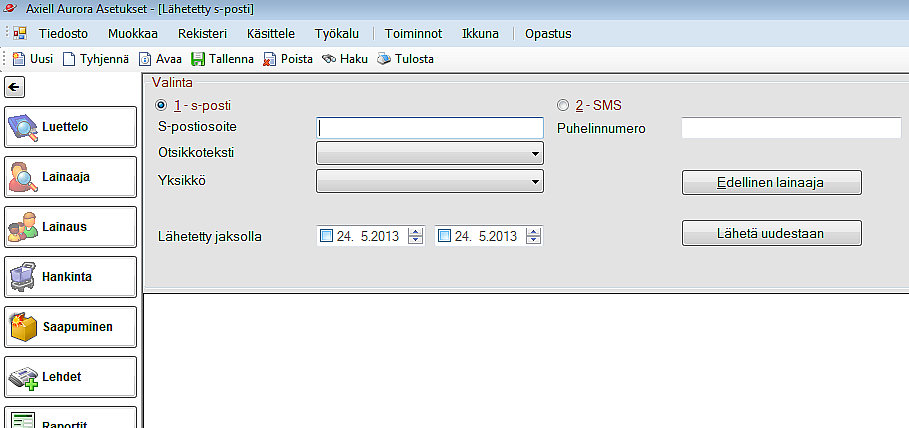 Axiell Aurora Asetukset - [Lähetetty s-posti]
Tiedosto Muokkaa Rekisteri Käsittele Työkalu Toiminnot Ikkuna Opastus
Uusi Tyhjennä Avaa Tallenna Poista Haku Tulosta
Valinta
1 - s-posti 2 - SMS
S-postiosoite Puhelinnumero
Otsikkoteksti
Yksikkö Edellinen lainaaja
Lähetetty jaksolla 24. 5.2013 24. 5.2013 Lähetä uudestaan
Luettelo
Lainaaja
Lainaus
Hankinta
Saapuminen
Lehdet
Raportit